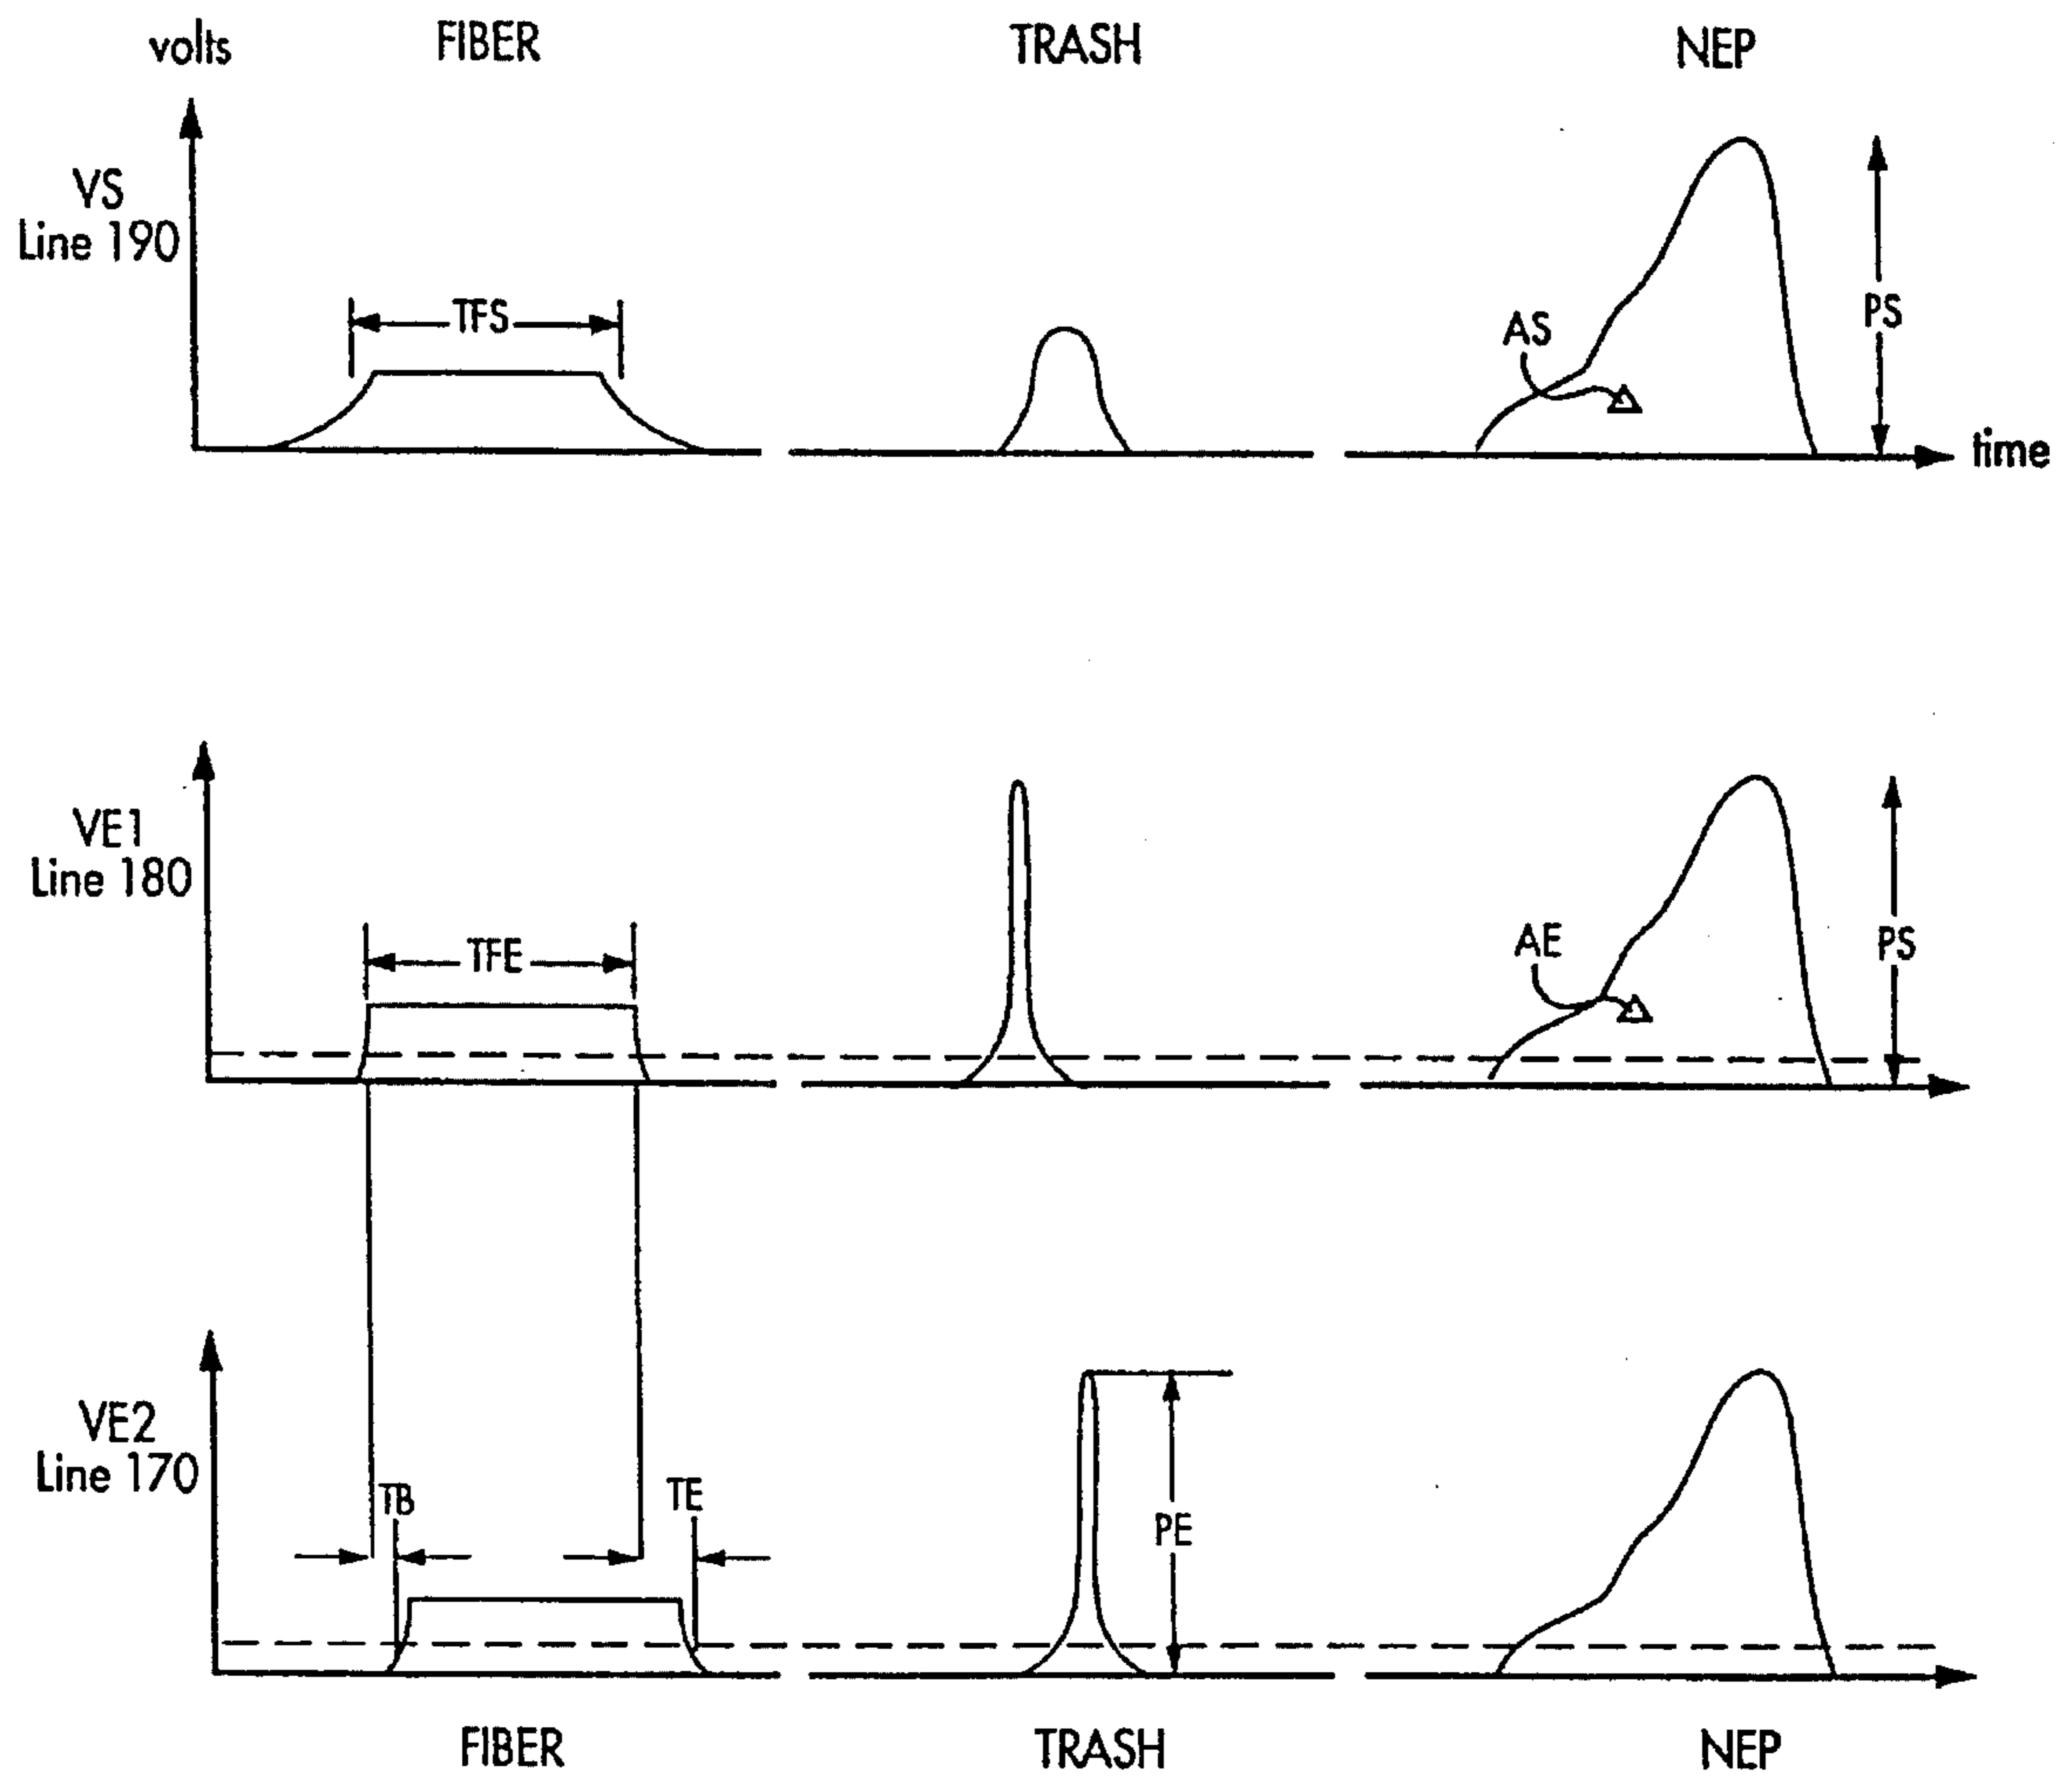 volts FIBER TRASH NEP
VS
Line 190
TFS
AS
PS
time
VE1
Line 180
TFE
AE
PS
VE2
Line 170
TB
TE
PE
FIBER TRASH NEP